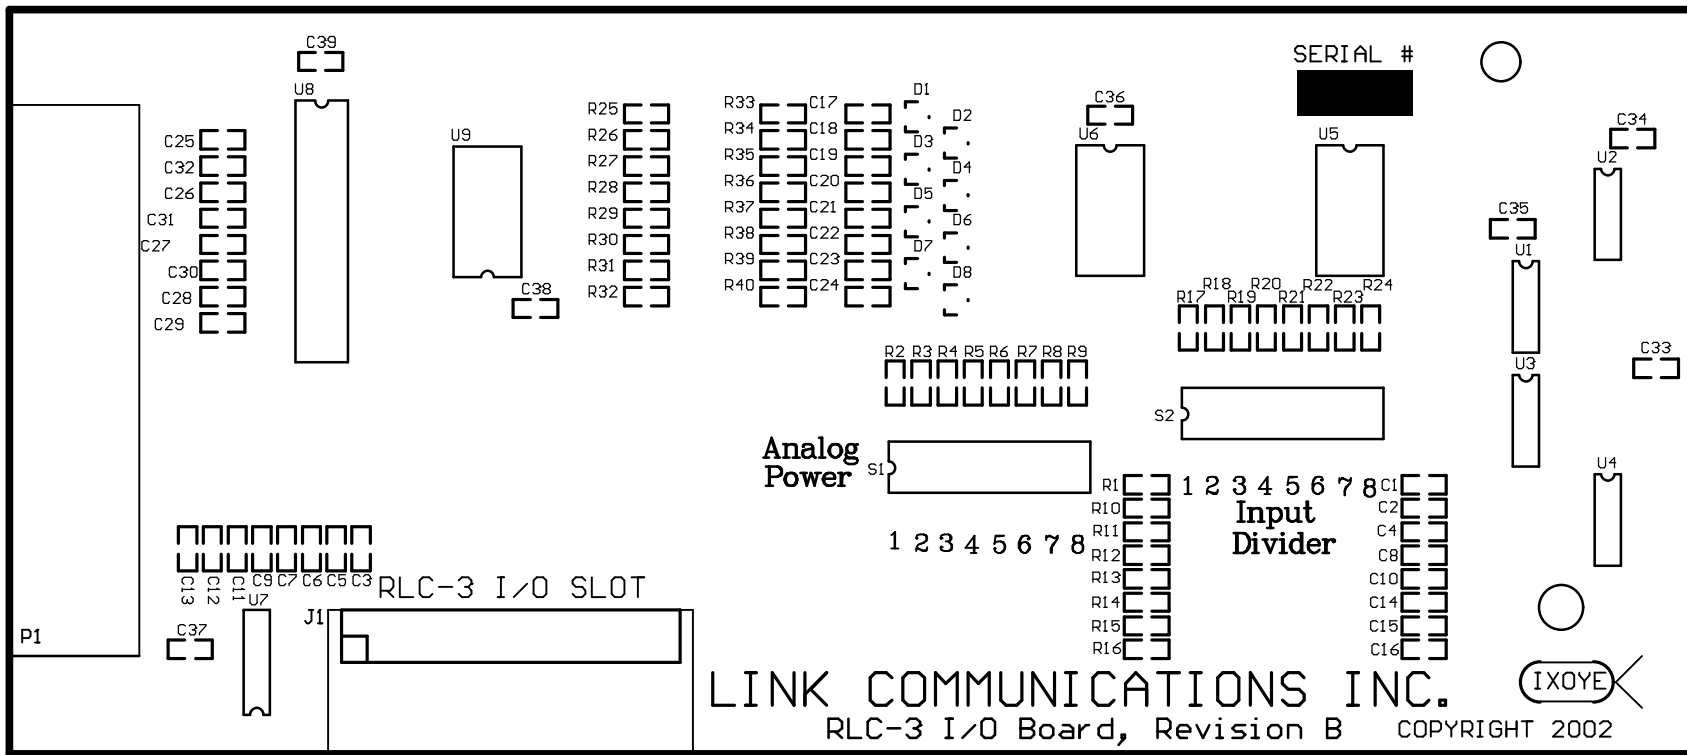 C39
SERIAL #
U8
D1
R25
R33 C17
C36
D2
C34
R26
R34 C18
C25
U9
D3
U6
U5
R27
R35 C19
U2
C32
D4
R28
R36 C20
C26
D5
R29
R37 C21
C35
C31
D6
R30
R38 C22
C27
D7
U1
R31
R39 C23
C30
D8
R32
R40 C24
C28
C38
R17 R18 R19 R20 R21 R22 R23 R24
C29
R2 R3 R4 R5 R6 R7 R8 R9
U3
C33
S2
Analog
Power
S1
U4
R1
1 2 3 4 5 6 7 8
C1
R10
Input
C2
R11
Divider
C4
1 2 3 4 5 6 7 8
R12
C8
C13 C12 C11 C9 C7 C6 C5 C3
R13
C10
RLC-3 I/O SLOT
U7
R14
C14
J1
R15
C15
C37
P1
R16
C16
LINK COMMUNICATIONS INC.
IXOYE
RLC-3 I/O Board, Revision B
COPYRIGHT 2002